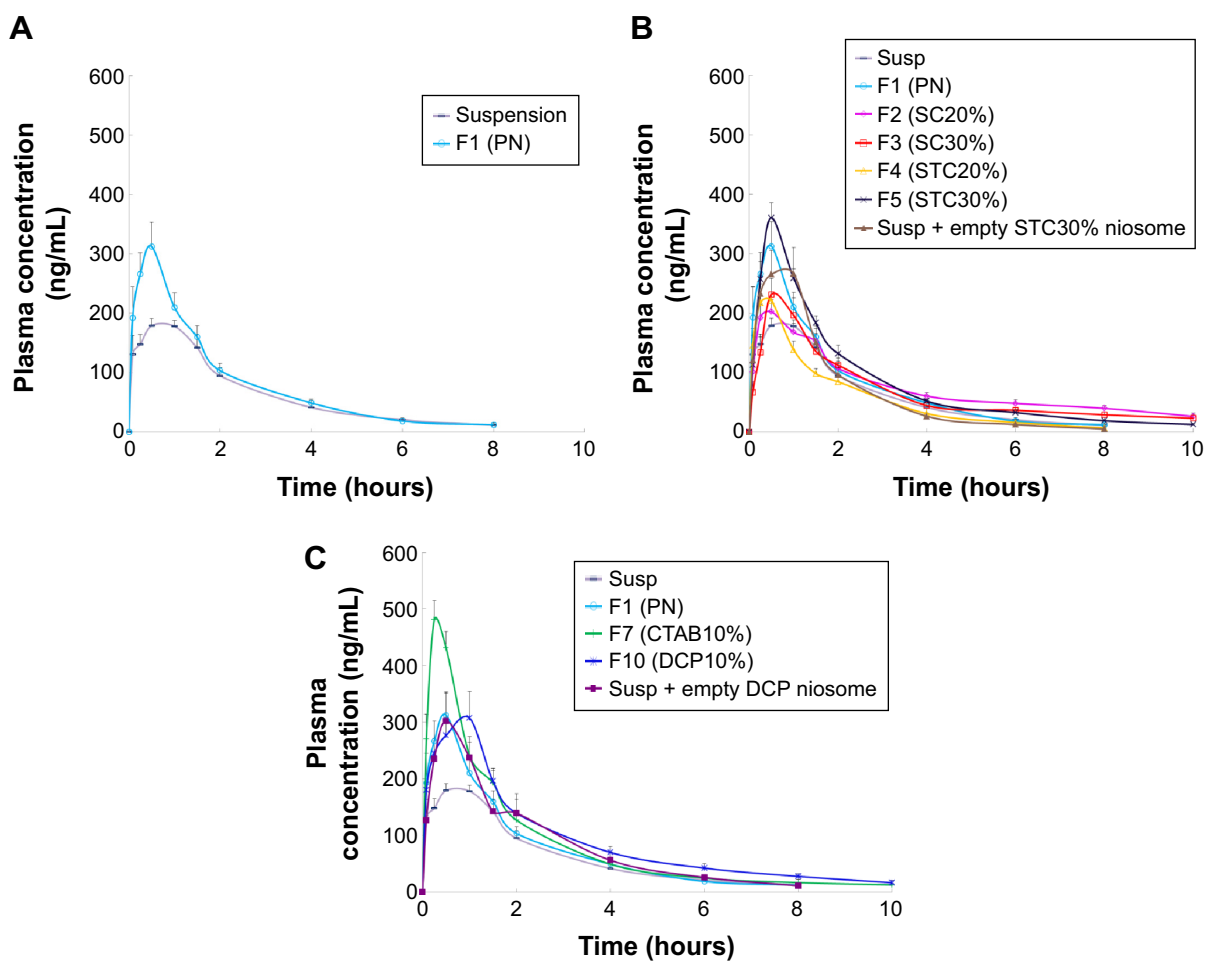 A
Plasma concentration
(ng/mL)
600
500
400
300
200
100
0
0
2
4
6
8
10
Time (hours)
Suspension
F1 (PN)
B
Plasma concentration
(ng/mL)
600
500
400
300
200
100
0
0
2
4
6
8
10
Time (hours)
Susp
F1 (PN)
F2 (SC20%)
F3 (SC30%)
F4 (STC20%)
F5 (STC30%)
Susp + empty STC30% niosome
C
Plasma
concentration (ng/mL)
600
500
400
300
200
100
0
0
2
4
6
8
10
Time (hours)
Susp
F1 (PN)
F7 (CTAB10%)
F10 (DCP10%)
Susp + empty DCP niosome